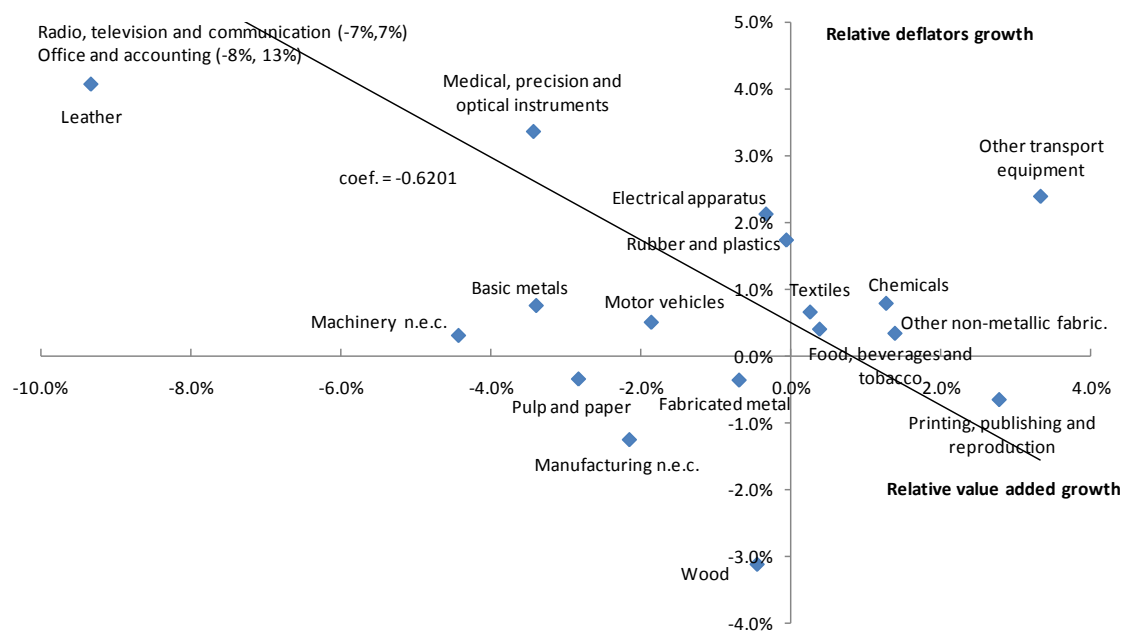 5.0%
Radio, television and communication (-7%,7%)
Relative deflators growth
Office and accounting (-8%, 13%)
Medical, precision and
optical instruments
4.0%
Leather
3.0%
Other transport
equipment
coef. = -0.6201
Electrical apparatus
2.0%
Rubber and plastics
Basic metals
1.0%
Textiles
Chemicals
Motor vehicles
Machinery n.e.c.
Other non-metallic fabric.
0.0%
Food, beverages and
tobacco
-10.0%
-8.0%
-6.0%
-4.0%
-2.0%
0.0%
2.0%
4.0%
Pulp and paper
Fabricated metal
-1.0%
Printing, publishing and
reproduction
Manufacturing n.e.c.
-2.0%
Relative value added growth
-3.0%
Wood
-4.0%